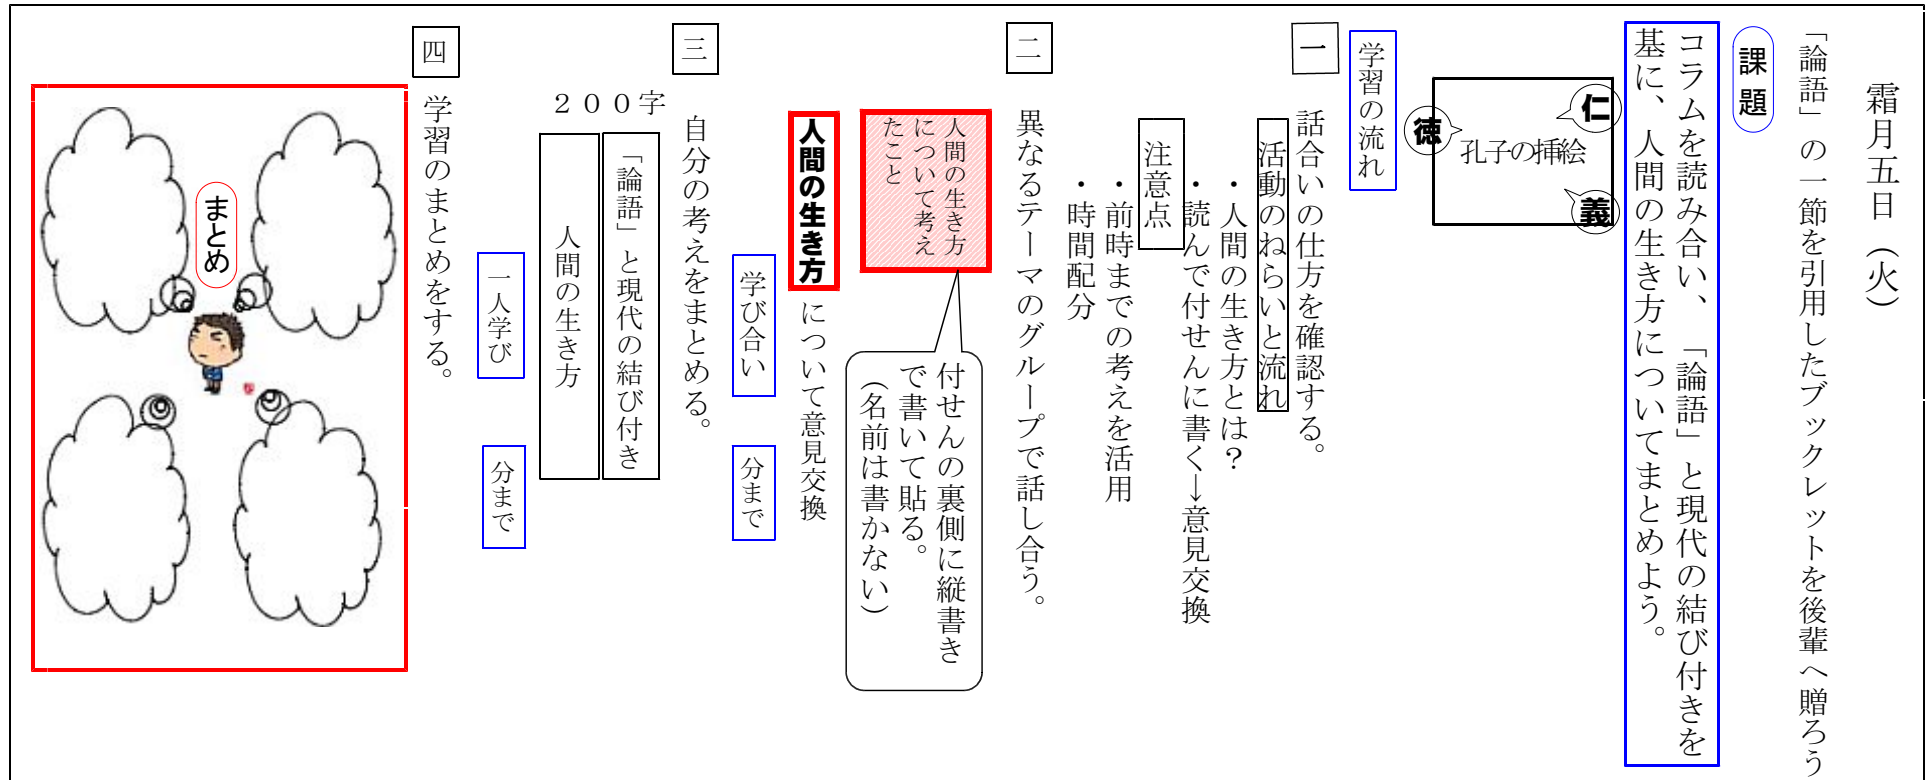 霜月五日（火）
「論語」の一節を引用したブックレットを後輩へ贈ろう
課題
コラムを読み合い、「論語」と現代の結び付きを
基に、人間の生き方についてまとめよう。
仁
義
徳
孔子の挿絵
学習の流れ
一
話合いの仕方を確認する。
活動のねらいと流れ
・人間の生き方とは？
・読んで付せんに書く→意見交換
注意点
・前時までの考えを活用
・時間配分
二
異なるテーマのグループで話し合う。
人間の生き方
について考え
たこと
付せんの裏側に縦書き
で書いて貼る。
（名前は書かない）
人間の生き方について意見交換
学び合い
分まで
三
自分の考えをまとめる。
２００字
「論語」と現代の結び付き
人間の生き方
一人学び
分まで
四
学習のまとめをする。
まとめ